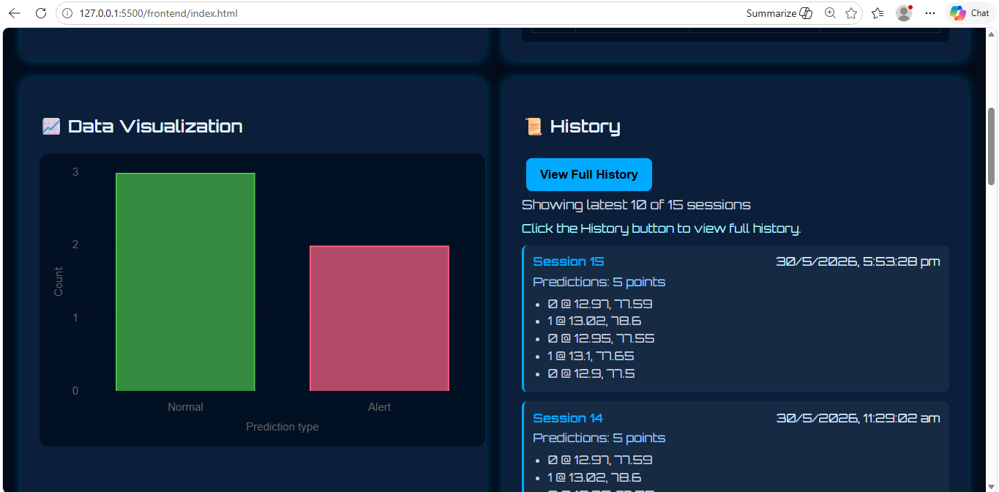 127.0.0.1:5500/frontend/index.html
Summarize
Chat
Data Visualization
3
2
1
0
Count
Normal
Alert
Prediction type
History
View Full History
Showing latest 10 of 15 sessions
Click the History button to view full history.
Session 15 30/5/2026, 5:53:28 pm
Predictions: 5 points
• 0 @ 12.97, 77.59
• 1 @ 13.02, 78.6
• 0 @ 12.95, 77.55
• 1 @ 13.1, 77.65
• 0 @ 12.9, 77.5
Session 14 30/5/2026, 11:29:02 am
Predictions: 5 points
• 0 @ 12.97, 77.59
• 1 @ 13.02, 78.6